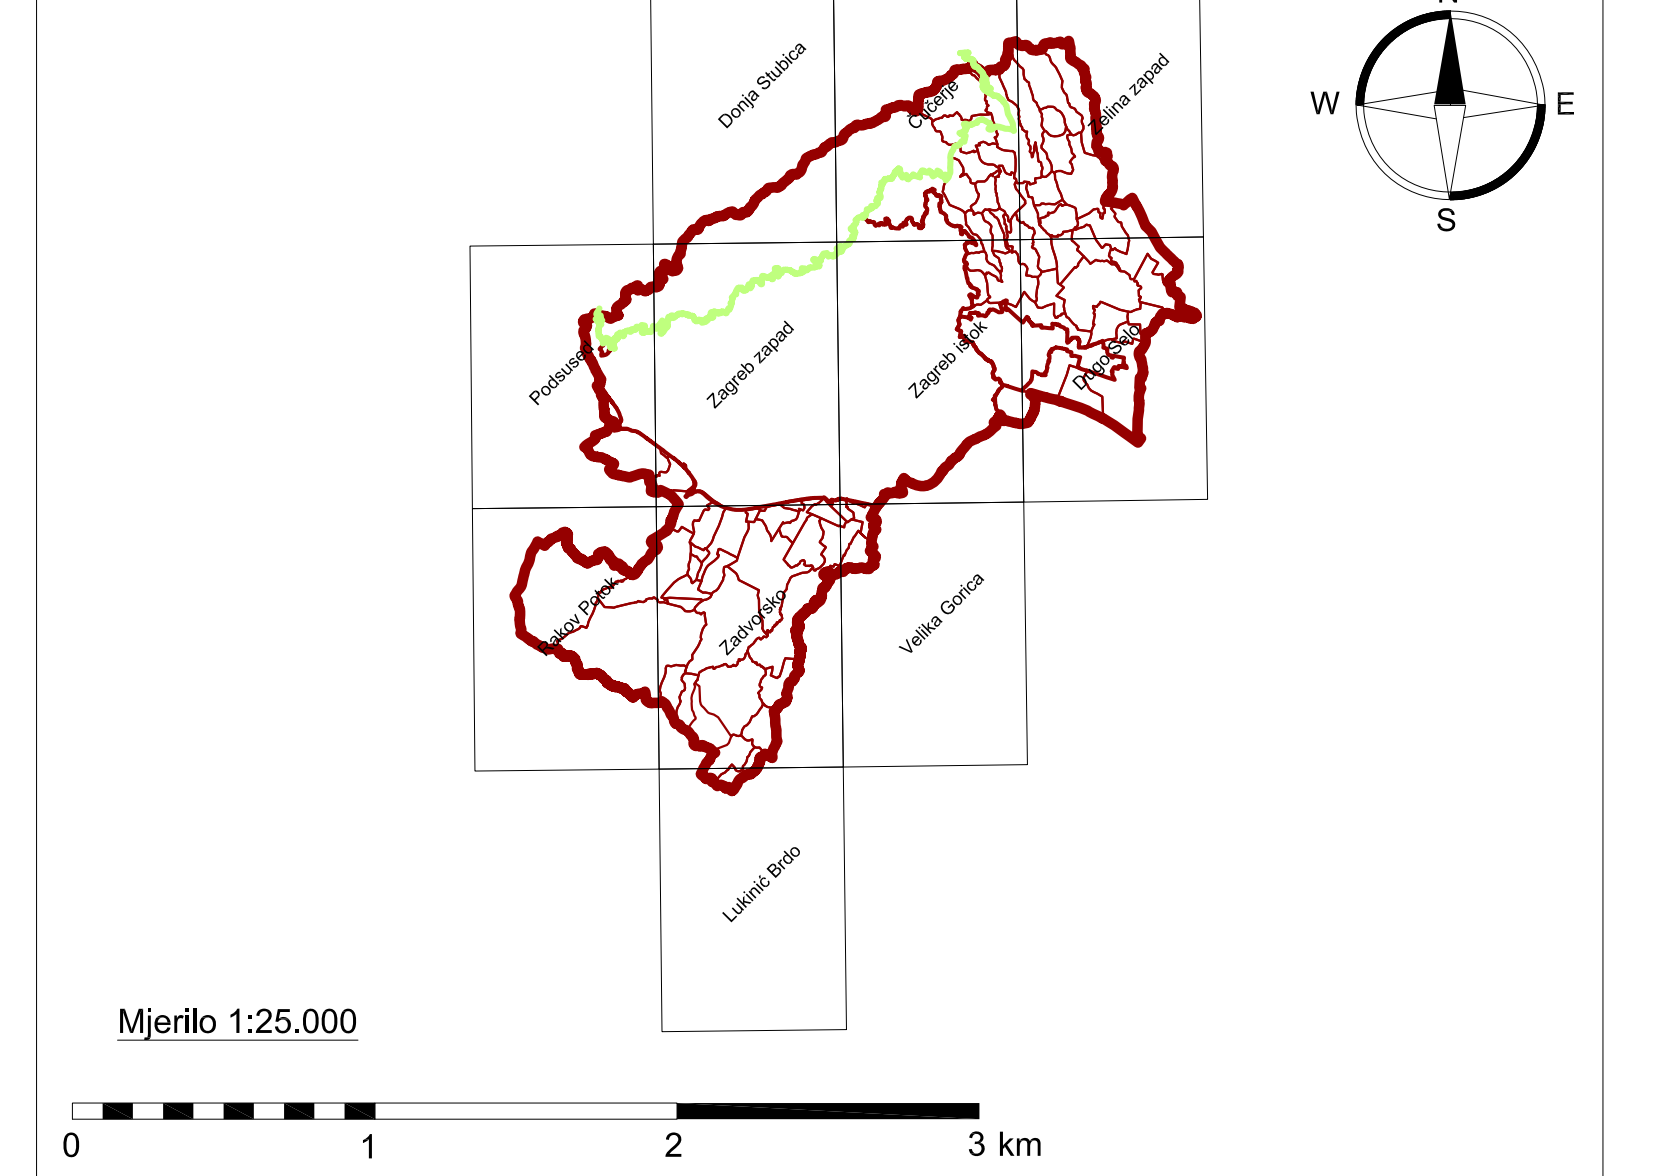 N
W
E
S
Donja Stubica
Čučerje
Zelina zapad
Podsused
Zagreb zapad
Zagreb istok
Dugo Selo
Rakov Potok
Zadvorsko
Velika Gorica
Lukinić Brdo
Mjerilo 1:25.000
0 1 2 3 km